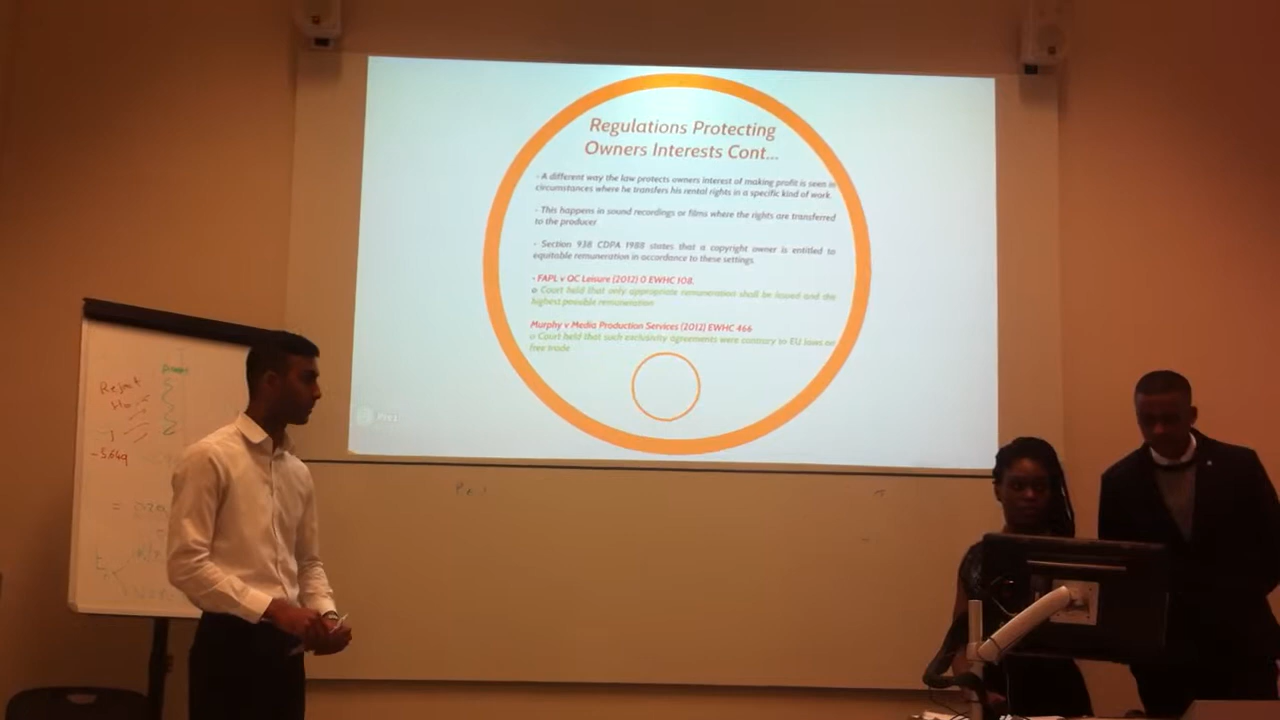 Regulations Protecting
Owners Interests Cont...
- A different way the law protects owners interest of making profit is seen in
circumstances where he transfers his rental rights in a specific kind of work.
- This happens in sound recordings or films where the rights are transferred
to the producer
- Section 93B CDPA 1988 states that a copyright owner is entitled to
equitable remuneration in accordance to these settings
- FAPL v QC Leisure (2012) 0 EWHC 108.
o Court held that only appropriate remuneration shall be issued and the
highest possible remuneration
Murphy v Media Production Services (2012) EWHC 466
o Court held that such exclusivity agreements were contrary to EU laws on
free trade
Prezi
Reject
-5.649